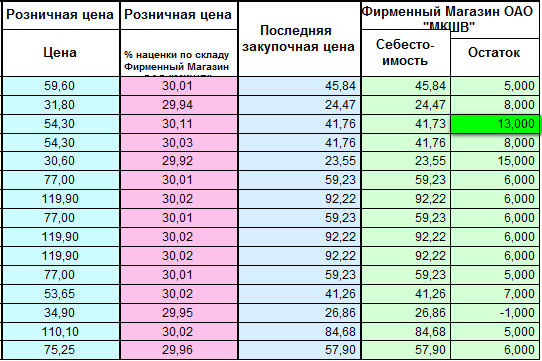 Розничная цена Розничная цена Последняя закупочная цена Фирменный Магазин ОАО "МКШВ"
Цена % наценки по складу Фирменный Магазин Себесто-имость Остаток
59,60 30,01 45,84 45,84 5,000
31,80 29,94 24,47 24,47 8,000
54,30 30,11 41,76 41,73 13,000
54,30 30,03 41,76 41,76 8,000
30,60 29,92 23,55 23,55 15,000
77,00 30,01 59,23 59,23 6,000
119,90 30,02 92,22 92,22 6,000
77,00 30,01 59,23 59,23 6,000
119,90 30,02 92,22 92,22 6,000
119,90 30,02 92,22 92,22 6,000
77,00 30,01 59,23 59,23 5,000
53,65 30,02 41,26 41,26 7,000
34,90 29,95 26,86 26,86 -1,000
110,10 30,02 84,68 84,68 5,000
75,25 29,96 57,90 57,90 6,000